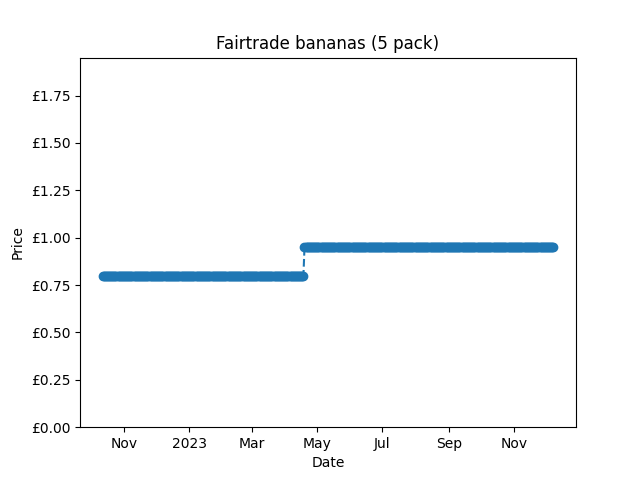 Fairtrade bananas (5 pack)
£1.75
£1.50
£1.25
£1.00
£0.75
£0.50
£0.25
£0.00
Price
Nov 2023 Mar May Jul Sep Nov
Date